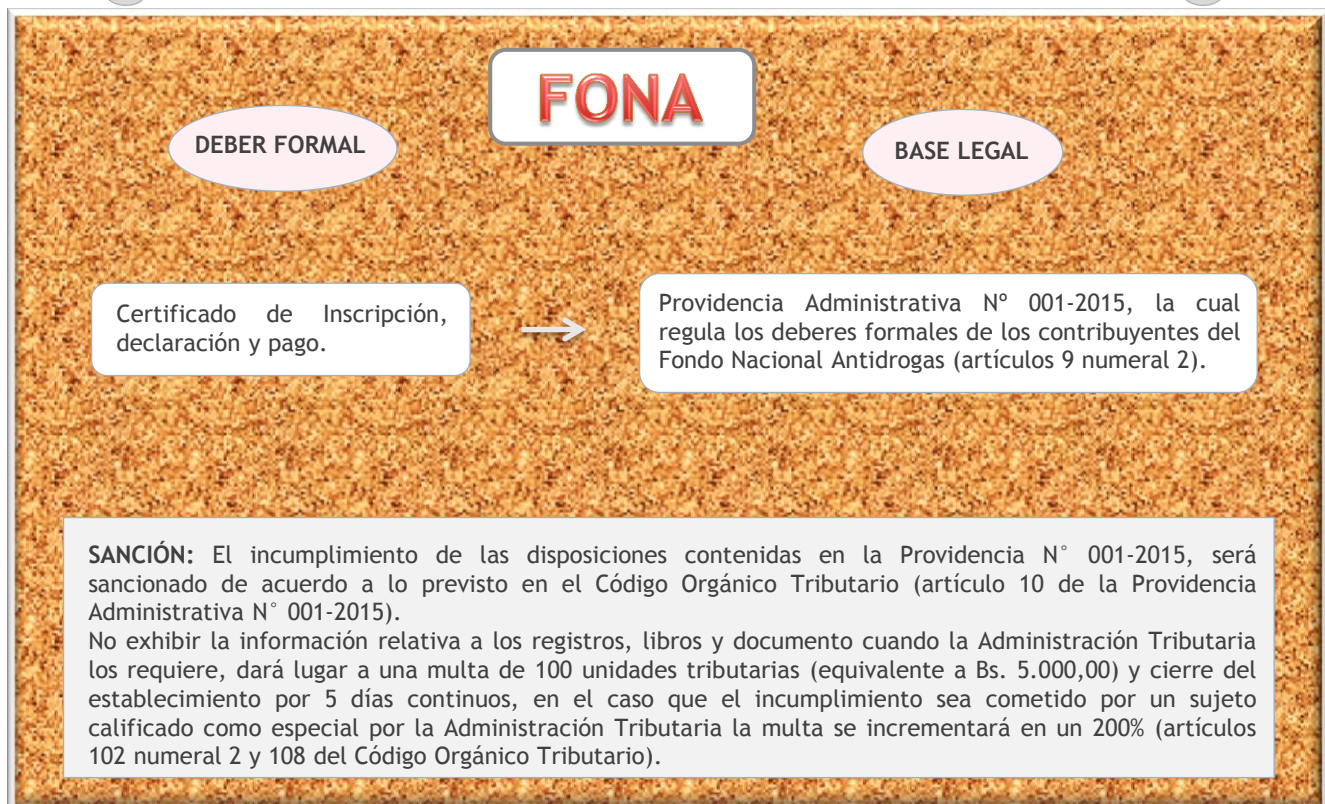 FONA
DEBER FORMAL
BASE LEGAL
Certificado de Inscripción,
declaración y pago.
Providencia Administrativa Nº 001-2015, la cual
regula los deberes formales de los contribuyentes del
Fondo Nacional Antidrogas (artículos 9 numeral 2).
SANCIÓN: El incumplimiento de las disposiciones contenidas en la Providencia N° 001-2015, será
sancionado de acuerdo a lo previsto en el Código Orgánico Tributario (artículo 10 de la Providencia
Administrativa N° 001-2015).
No exhibir la información relativa a los registros, libros y documento cuando la Administración Tributaria
los requiere, dará lugar a una multa de 100 unidades tributarias (equivalente a Bs. 5.000,00) y cierre del
establecimiento por 5 días continuos, en el caso que el incumplimiento sea cometido por un sujeto
calificado como especial por la Administración Tributaria la multa se incrementará en un 200% (artículos
102 numeral 2 y 108 del Código Orgánico Tributario).